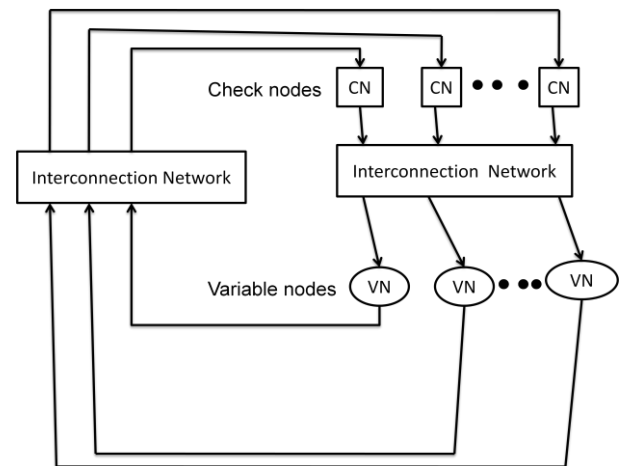 Check nodes
CN
CN
CN
Interconnection Network
Interconnection Network
Variable nodes
VN
VN
VN